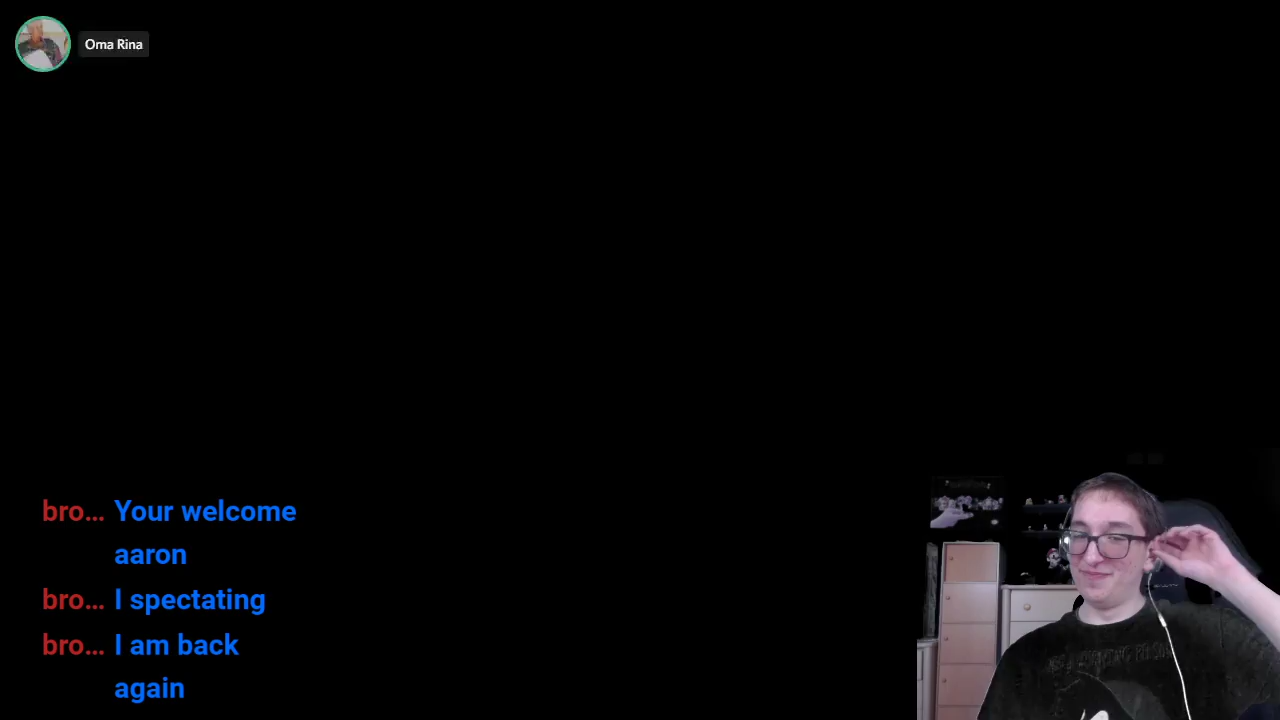 Oma Rina
bro... Your welcome
aaron
bro... I spectating
bro... I am back
again